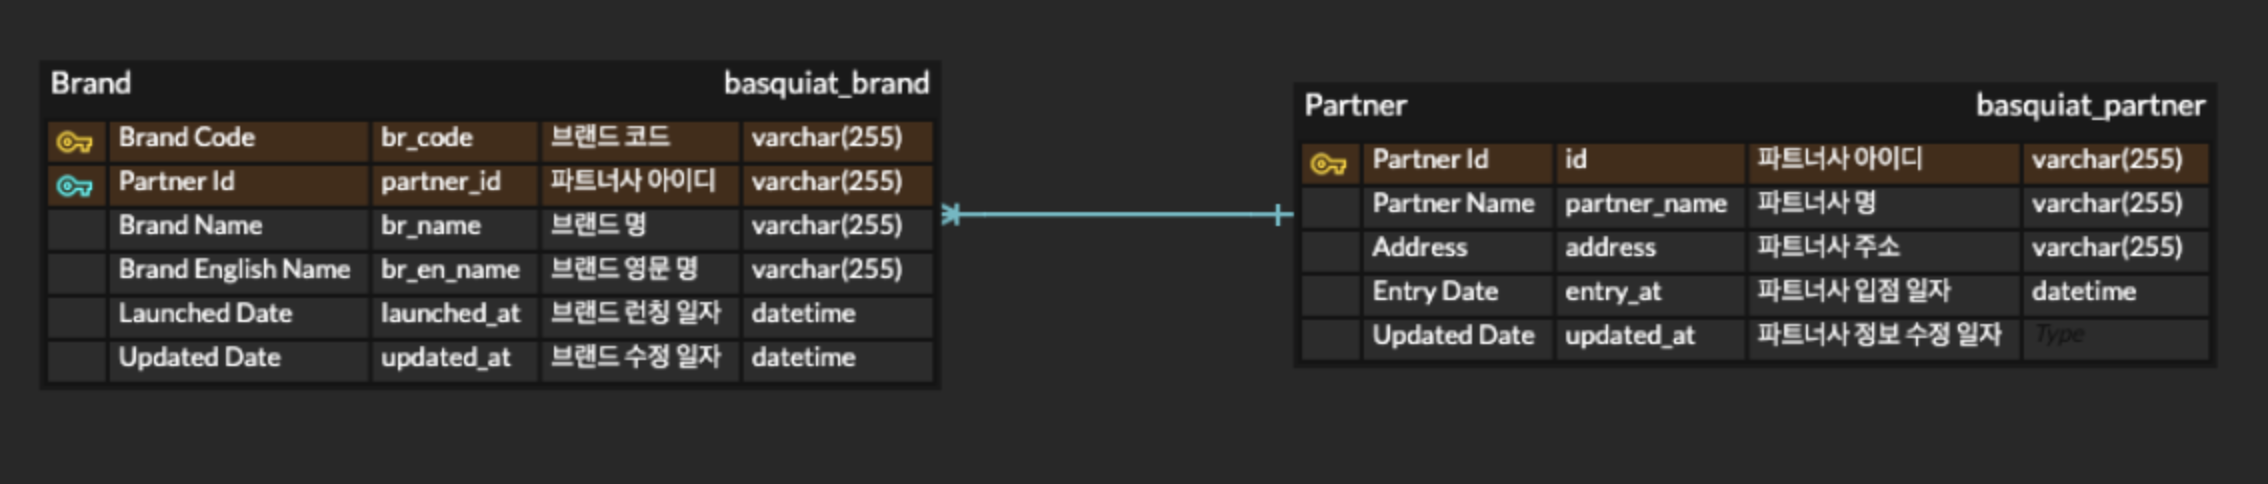 Brand basquiat_brand
Brand Code br_code 브랜드 코드 varchar(255)
Partner Id partner_id 파트너사 아이디 varchar(255)
Brand Name br_name 브랜드 명 varchar(255)
Brand English Name br_en_name 브랜드 영문 명 varchar(255)
Launched Date launched_at 브랜드 런칭 일자 datetime
Updated Date updated_at 브랜드 수정 일자 datetime
Partner basquiat_partner
Partner Id id 파트너사 아이디 varchar(255)
Partner Name partner_name 파트너사 명 varchar(255)
Address address 파트너사 주소 varchar(255)
Entry Date entry_at 파트너사 입점 일자 datetime
Updated Date updated_at 파트너사 정보 수정 일자 Type